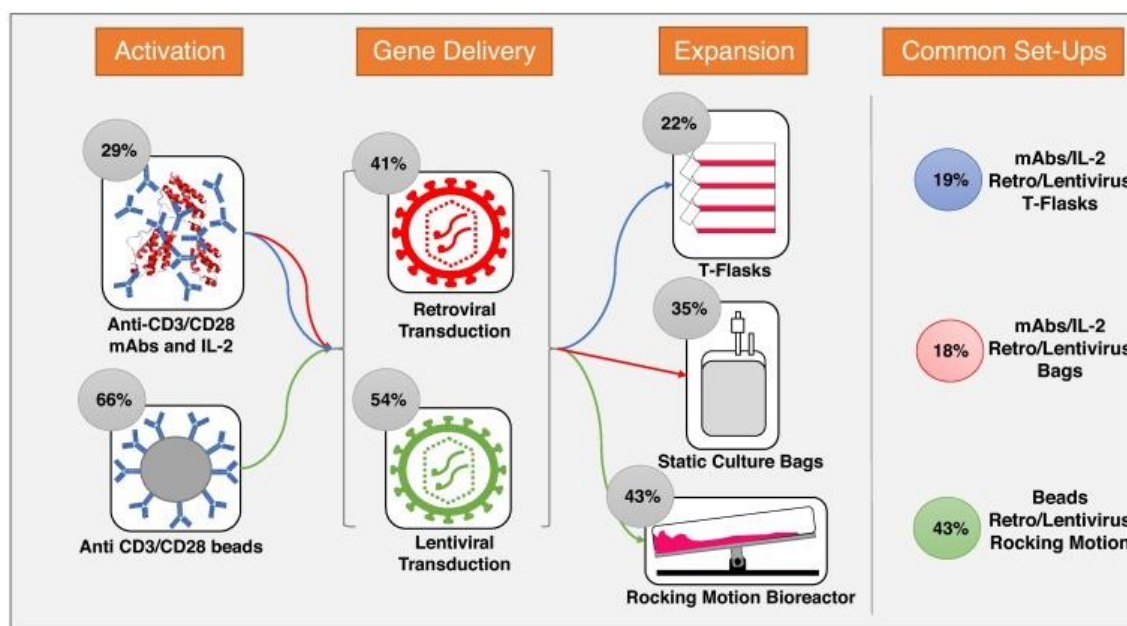 Activation
29%
Anti-CD3/CD28
mAbs and IL-2
66%
Anti CD3/CD28 beads
Gene Delivery
41%
Retroviral
Transduction
54%
Lentiviral
Transduction
Expansion
22%
T-Flasks
35%
Static Culture Bags
43%
Rocking Motion Bioreactor
Common Set-Ups
19%
mAbs/IL-2
Retro/Lentivirus
T-Flasks
18%
mAbs/IL-2
Retro/Lentivirus
Bags
43%
Beads
Retro/Lentivirus
Rocking Motion